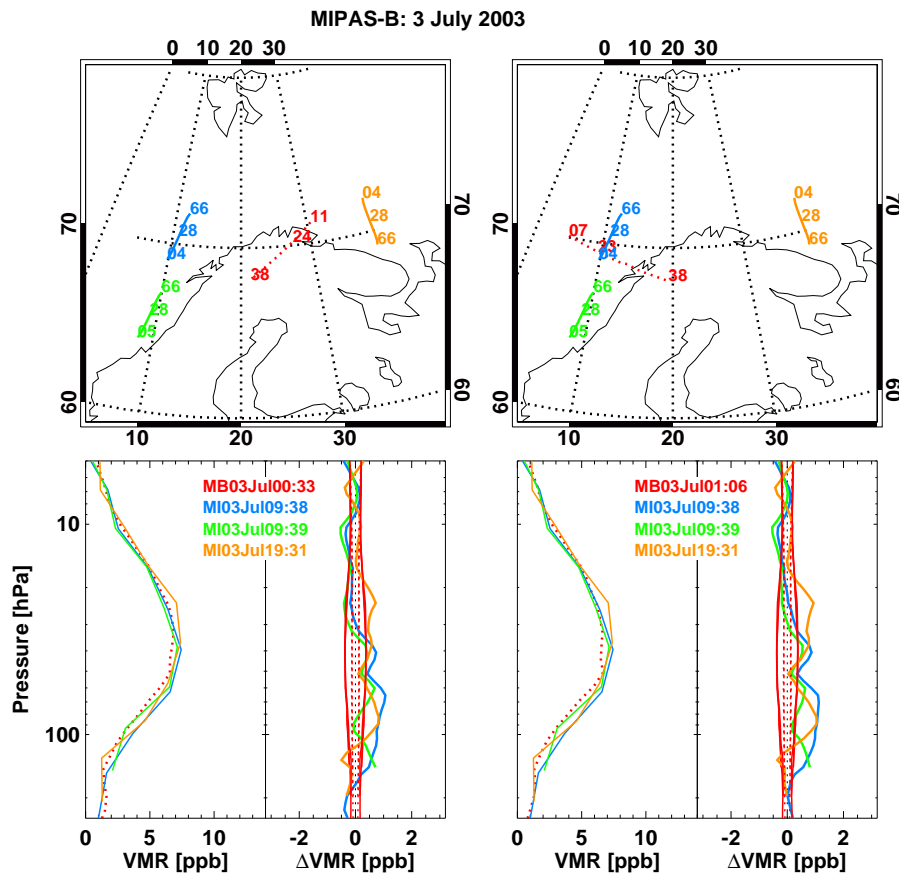 MIPAS-B: 3 July 2003
0 10 20 30
0 10 20 30
04
66
28
11
24
38
04
28
66
66
28
05
70
70
60
60
10 20 30
04
66
28
07
33
04
38
28
66
66
28
05
70
70
60
60
10 20 30
MB03Jul00:33
MI03Jul09:38
MI03Jul09:39
MI03Jul19:31
MB03Jul01:06
MI03Jul09:38
MI03Jul09:39
MI03Jul19:31
Pressure [hPa]
10
100
0 5 10
-2 0 2
0 5 10
-2 0 2
VMR [ppb]
ΔVMR [ppb]
VMR [ppb]
ΔVMR [ppb]